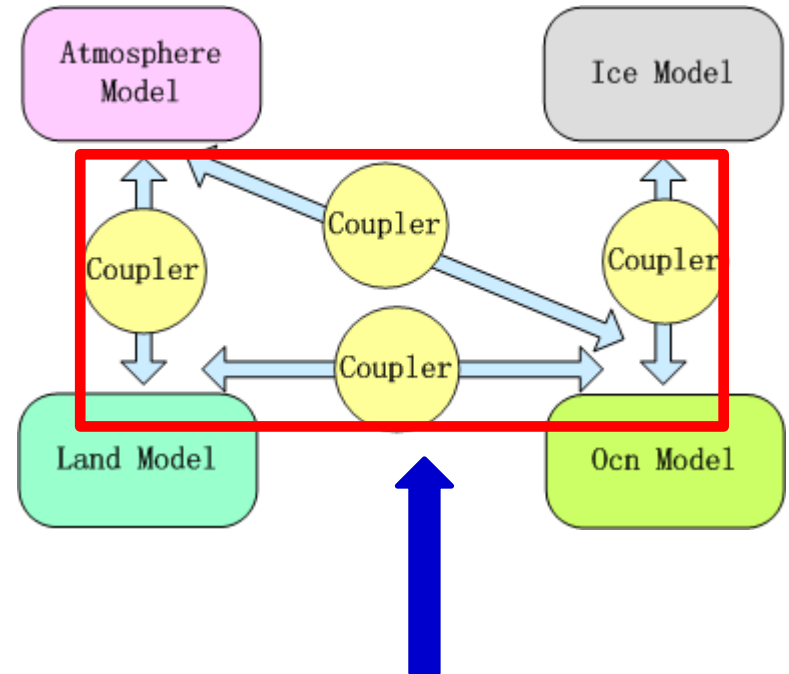 Atmosphere
Model
Ice Model
Coupler
Coupler
Coupler
Coupler
Land Model
Ocn Model